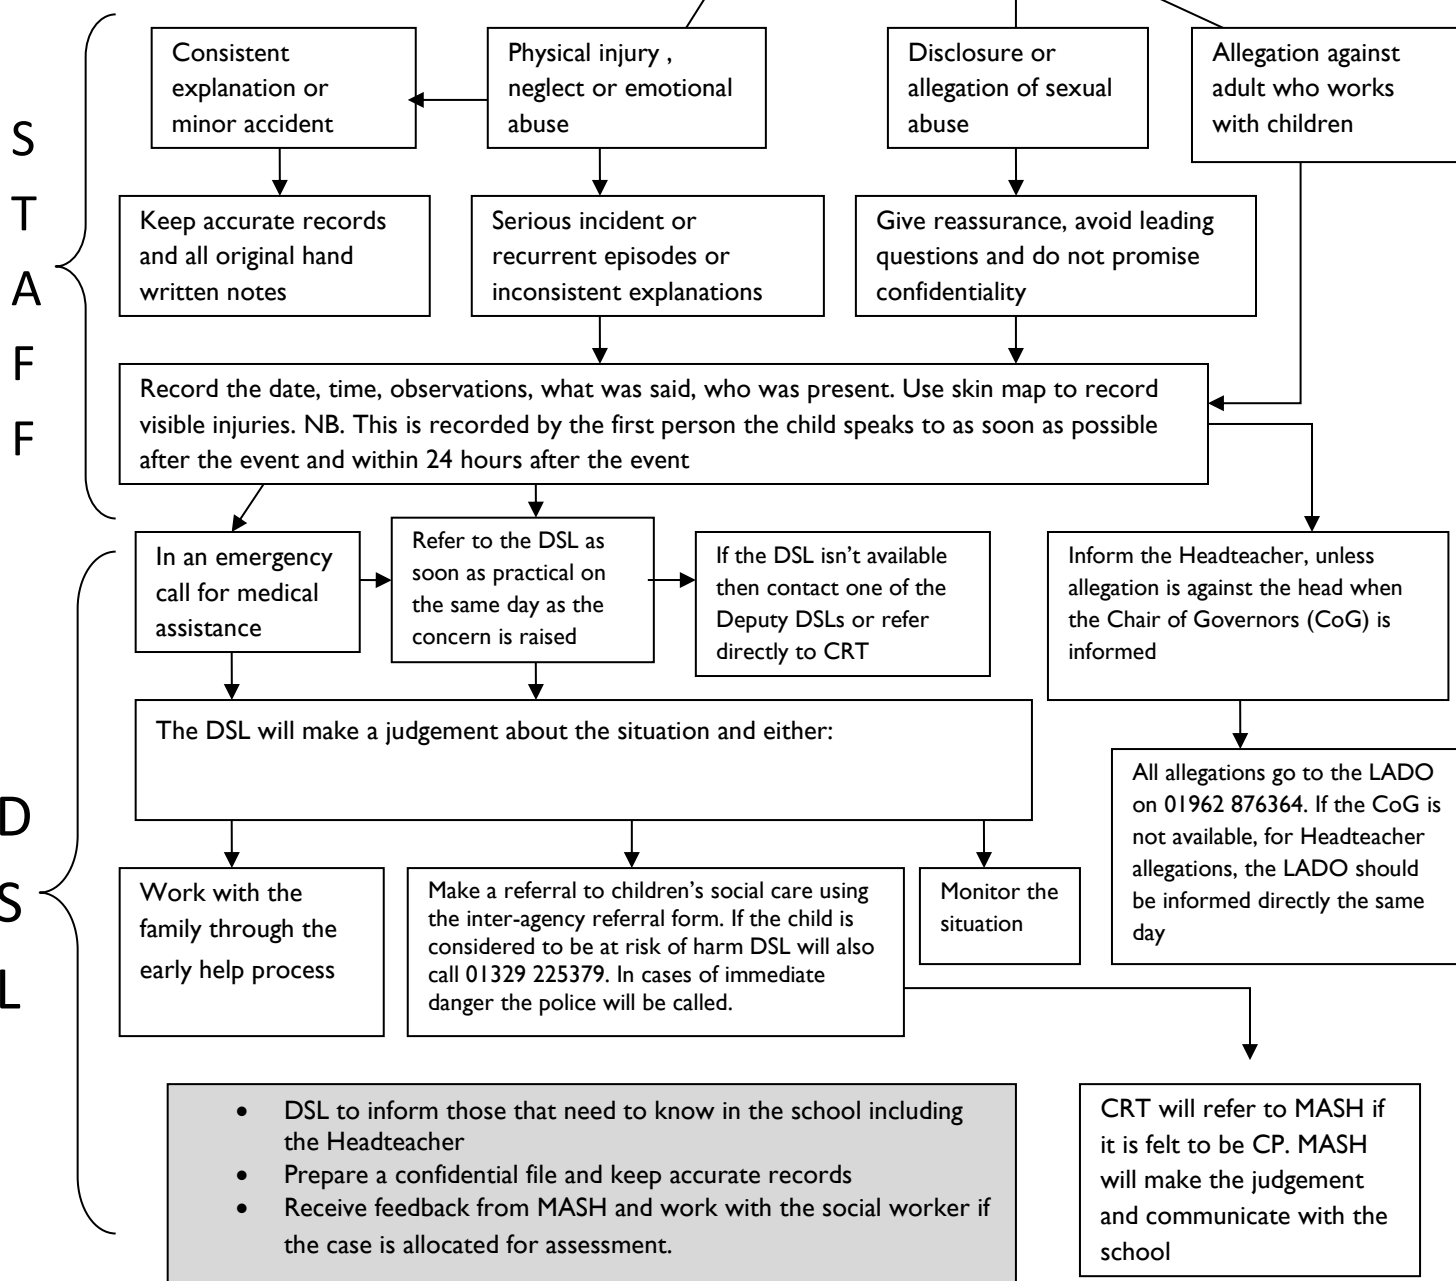 S
T
A
F
F
Consistent
explanation or
minor accident
Physical injury ,
neglect or emotional
abuse
Disclosure or
allegation of sexual
abuse
Allegation against
adult who works
with children
Keep accurate records
and all original hand
written notes
Serious incident or
recurrent episodes or
inconsistent explanations
Give reassurance, avoid leading
questions and do not promise
confidentiality
Record the date, time, observations, what was said, who was present. Use skin map to record
visible injuries. NB. This is recorded by the first person the child speaks to as soon as possible
after the event and within 24 hours after the event
D
S
L
In an emergency
call for medical
assistance
Refer to the DSL as
soon as practical on
the same day as the
concern is raised
If the DSL isn't available
then contact one of the
Deputy DSLs or refer
directly to CRT
Inform the Headteacher, unless
allegation is against the head when
the Chair of Governors (CoG) is
informed
The DSL will make a judgement about the situation and either:
All allegations go to the LADO
on 01962 876364. If the CoG is
not available, for Headteacher
allegations, the LADO should
be informed directly the same
day
Work with the
family through the
early help process
Make a referral to children's social care using
the inter-agency referral form. If the child is
considered to be at risk of harm DSL will also
call 01329 225379. In cases of immediate
danger the police will be called.
Monitor the
situation
• DSL to inform those that need to know in the school including
the Headteacher
• Prepare a confidential file and keep accurate records
• Receive feedback from MASH and work with the social worker if
the case is allocated for assessment.
CRT will refer to MASH if
it is felt to be CP. MASH
will make the judgement
and communicate with the
school